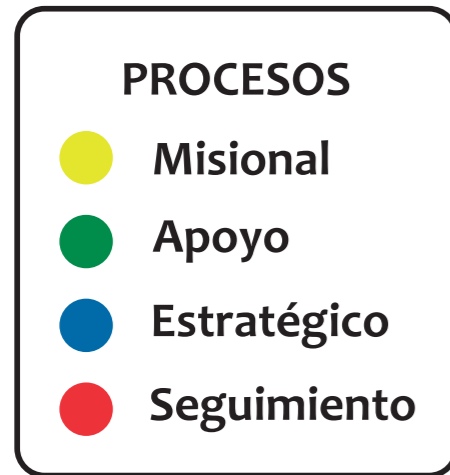 PROCESOS
Misional
Apoyo
Estratégico
Seguimiento